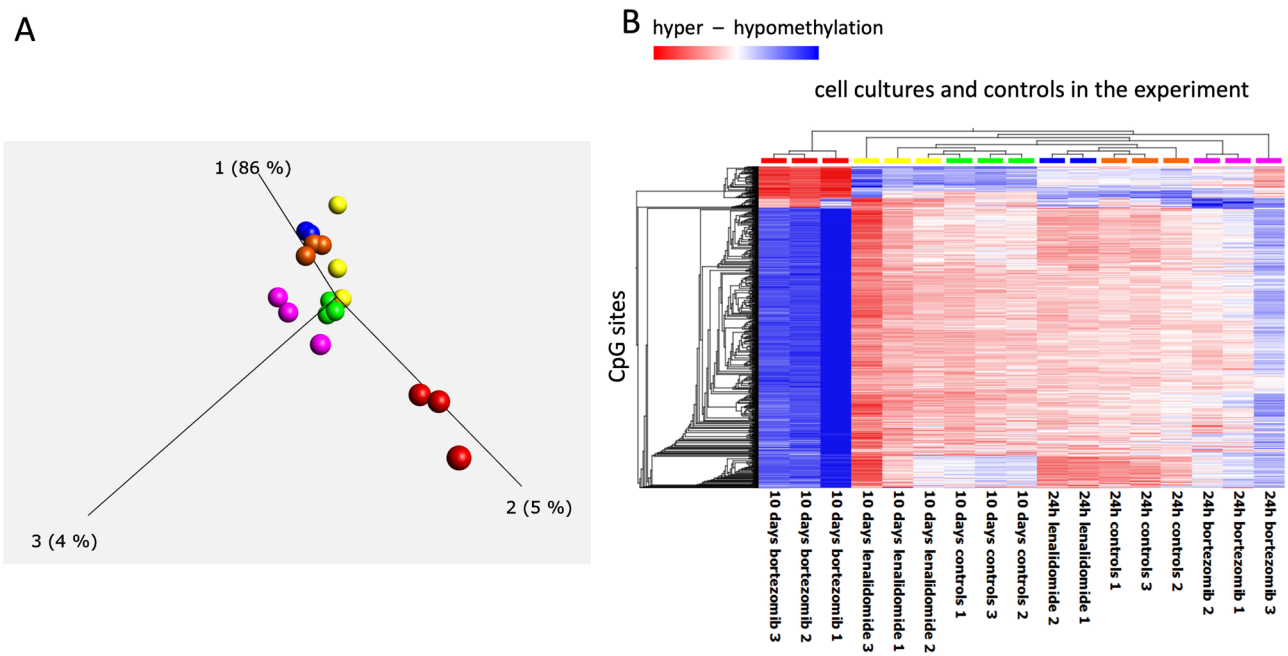 A
1 (86 %)
2 (5 %)
3 (4 %)
B
hyper – hypomethylation
cell cultures and controls in the experiment
CpG sites
10 days bortezomib 3
10 days bortezomib 2
10 days bortezomib 1
10 days lenalidomide 3
10 days lenalidomide 1
10 days lenalidomide 2
10 days controls 1
10 days controls 3
10 days controls 2
24h lenalidomide 2
24h lenalidomide 1
24h controls 1
24h controls 3
24h controls 2
24h bortezomib 2
24h bortezomib 1
24h bortezomib 3